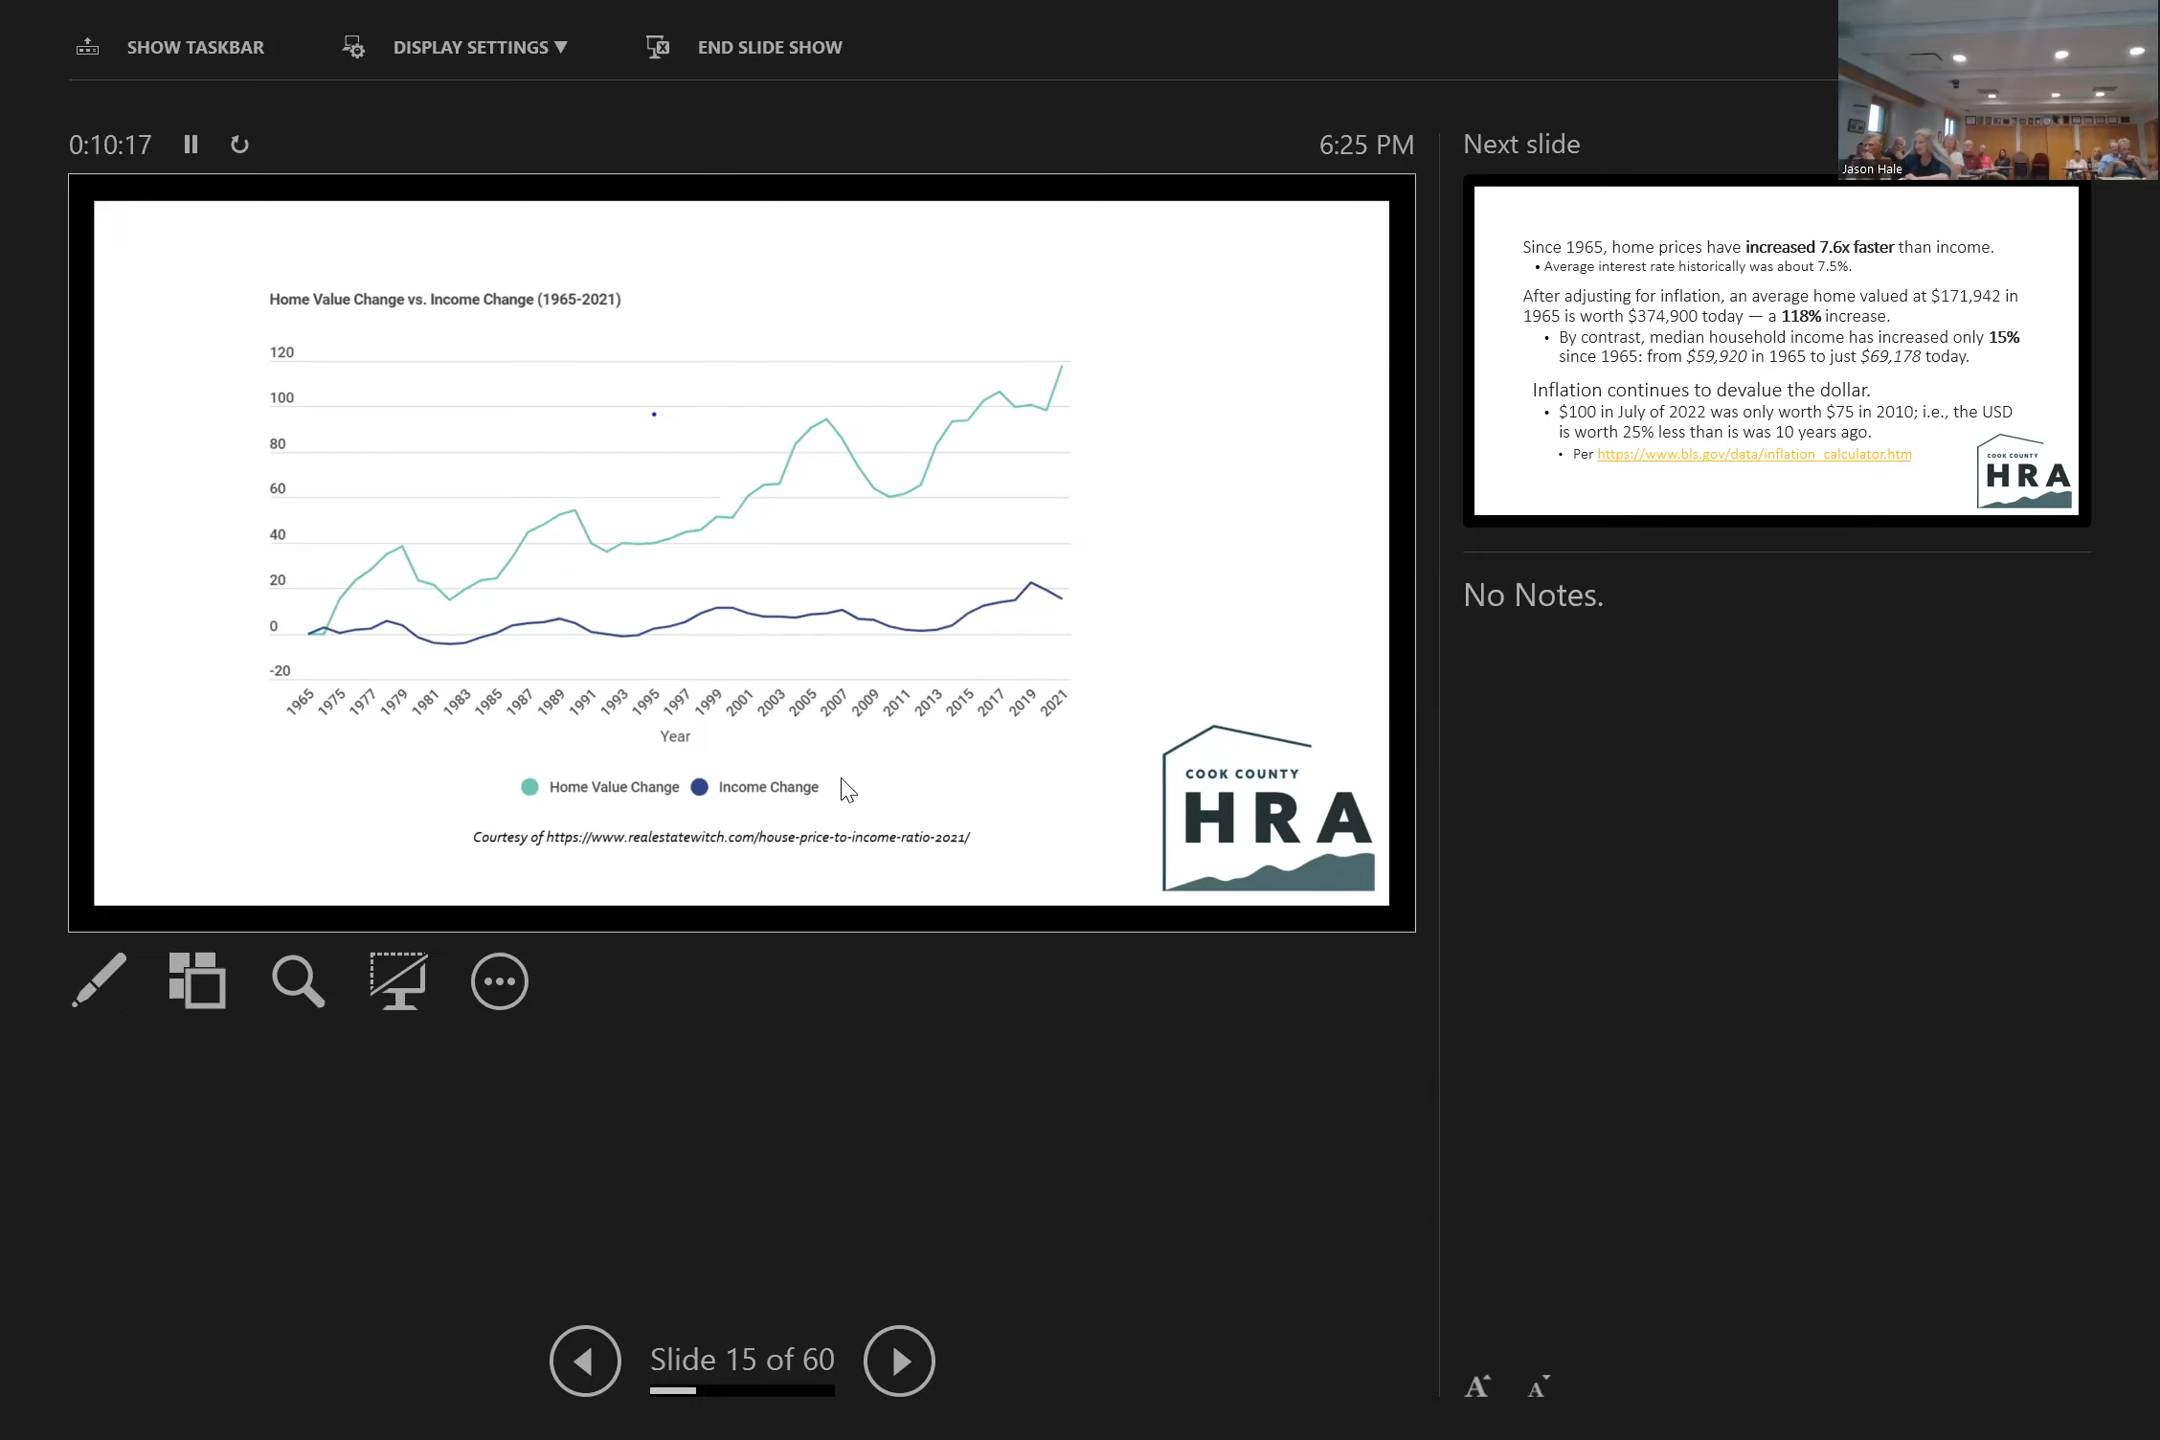 SHOW TASKBAR
DISPLAY SETTINGS ▼
END SLIDE SHOW
0:10:17
6:25 PM
Home Value Change vs. Income Change (1965-2021)
120
100
80
60
40
20
0
-20
1965
1975
1977
1979
1981
1983
1985
1987
1989
1991
1993
1995
1997
1999
2001
2003
2005
2007
2009
2011
2013
2015
2017
2019
2021
Year
Home Value Change
Income Change
Courtesy of https://www.realestatewitch.com/house-price-to-income-ratio-2021/
COOK COUNTY
HRA
Slide 15 of 60
Next slide
Jason Hale
Since 1965, home prices have increased 7.6x faster than income.
• Average interest rate historically was about 7.5%.
After adjusting for inflation, an average home valued at $171,942 in
1965 is worth $374,900 today — a 118% increase.
• By contrast, median household income has increased only 15%
since 1965: from $59,920 in 1965 to just $69,178 today.
Inflation continues to devalue the dollar.
• $100 in July of 2022 was only worth $75 in 2010; i.e., the USD
is worth 25% less than is was 10 years ago.
• Per https://www.bls.gov/data/inflation_calculator.htm
COOK COUNTY
HRA
No Notes.
A A